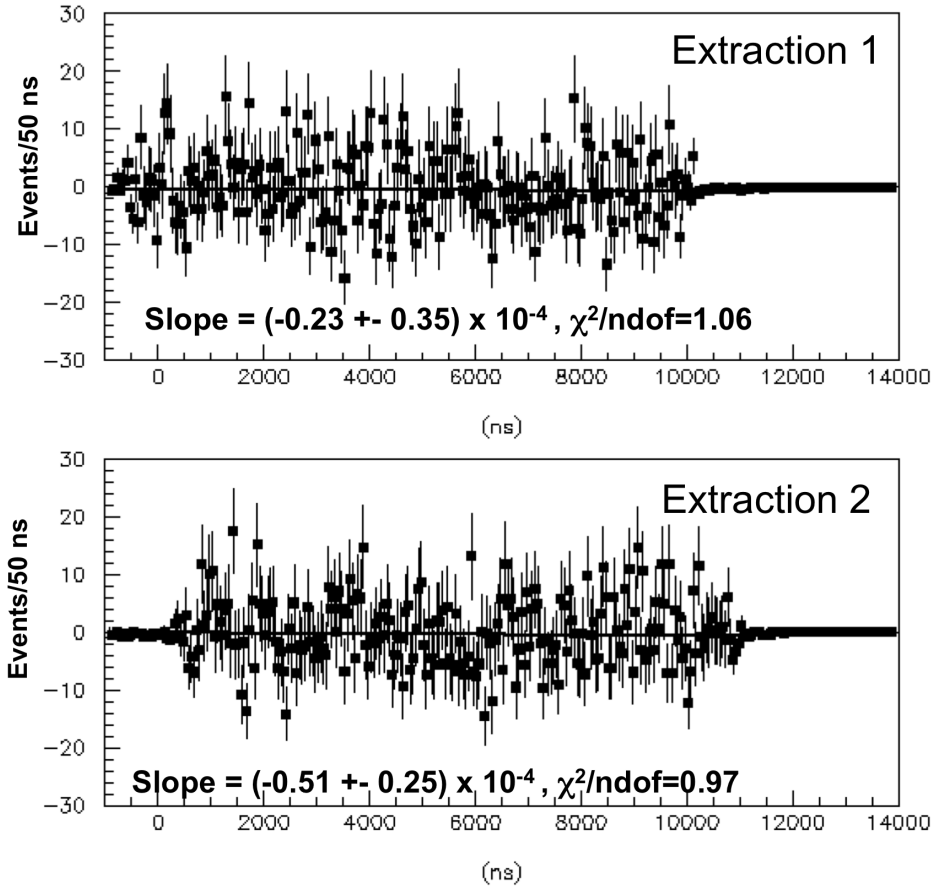 Extraction 1
Events/50 ns
30
20
10
0
−10
−20
−30
Slope = (-0.23 +- 0.35) x 10⁻⁴ , χ²/ndof=1.06
0 2000 4000 6000 8000 10000 12000 14000
(ns)
Extraction 2
Events/50 ns
30
20
10
0
−10
−20
−30
Slope = (-0.51 +- 0.25) x 10⁻⁴ , χ²/ndof=0.97
0 2000 4000 6000 8000 10000 12000 14000
(ns)